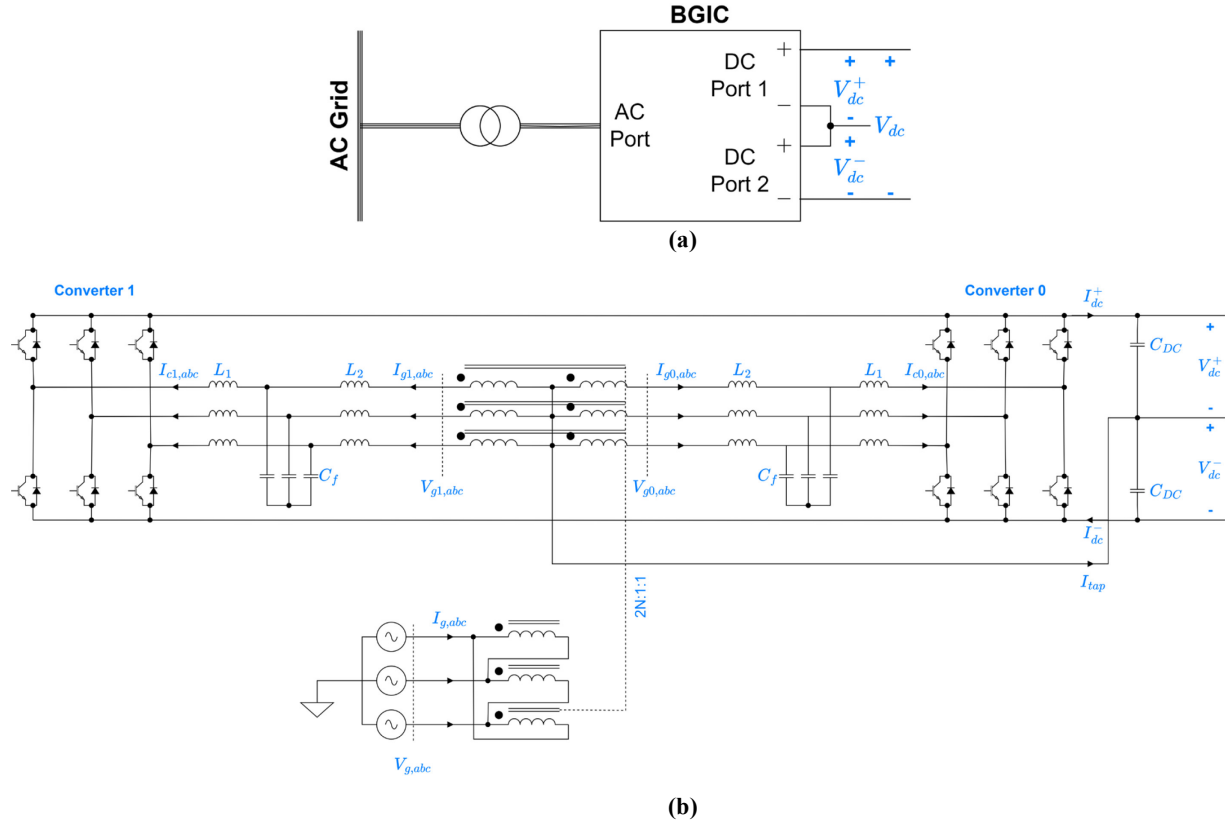 BGIC
AC Grid
AC
Port
DC
Port 1
DC
Port 2
+
−
+
−
+ +
V_{dc}^{+}
-
V_{dc}
+
V_{dc}^{-}
- -
(a)
Converter 1
Converter 0
I_{dc}^{+}
I_{c1,abc}
L_1
L_2
I_{g1,abc}
I_{g0,abc}
L_2
L_1
I_{c0,abc}
C_{DC}
+
V_{dc}^{+}
-
C_f
V_{g1,abc}
V_{g0,abc}
C_f
C_{DC}
+
V_{dc}^{-}
-
I_{dc}^{-}
I_{tap}
2N:1:1
I_{g,abc}
V_{g,abc}
(b)